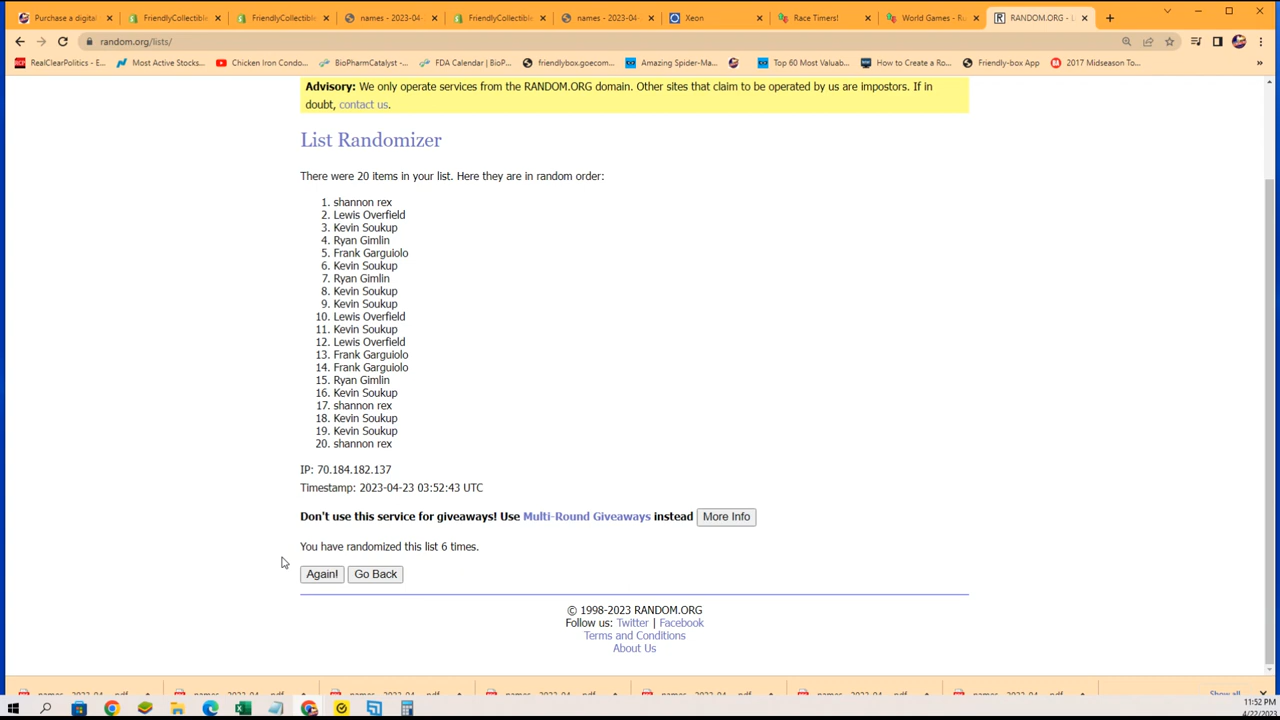 Purchase a digital
FriendlyCollectible
FriendlyCollectible
names - 2023-04
FriendlyCollectible
names - 2023-04
Xeon
Race Timers!
World Games - Ru
RANDOM.ORG - L
random.org/lists/
RealClearPolitics - E...
Most Active Stocks...
Chicken Iron Condo...
BioPharmCatalyst -...
FDA Calendar | BioP...
friendlybox.goecom...
Amazing Spider-Ma...
Top 60 Most Valuab...
How to Create a Ro...
Friendly-box App
2017 Midseason To...
»
Advisory: We only operate services from the RANDOM.ORG domain. Other sites that claim to be operated by us are impostors. If in
doubt, contact us.
List Randomizer
There were 20 items in your list. Here they are in random order:
1. shannon rex
2. Lewis Overfield
3. Kevin Soukup
4. Ryan Gimlin
5. Frank Garguiolo
6. Kevin Soukup
7. Ryan Gimlin
8. Kevin Soukup
9. Kevin Soukup
10. Lewis Overfield
11. Kevin Soukup
12. Lewis Overfield
13. Frank Garguiolo
14. Frank Garguiolo
15. Ryan Gimlin
16. Kevin Soukup
17. shannon rex
18. Kevin Soukup
19. Kevin Soukup
20. shannon rex
IP: 70.184.182.137
Timestamp: 2023-04-23 03:52:43 UTC
Don't use this service for giveaways! Use Multi-Round Giveaways instead More Info
You have randomized this list 6 times.
Again! Go Back
© 1998-2023 RANDOM.ORG
Follow us: Twitter | Facebook
Terms and Conditions
About Us
Show all
11:52 PM
4/22/2023